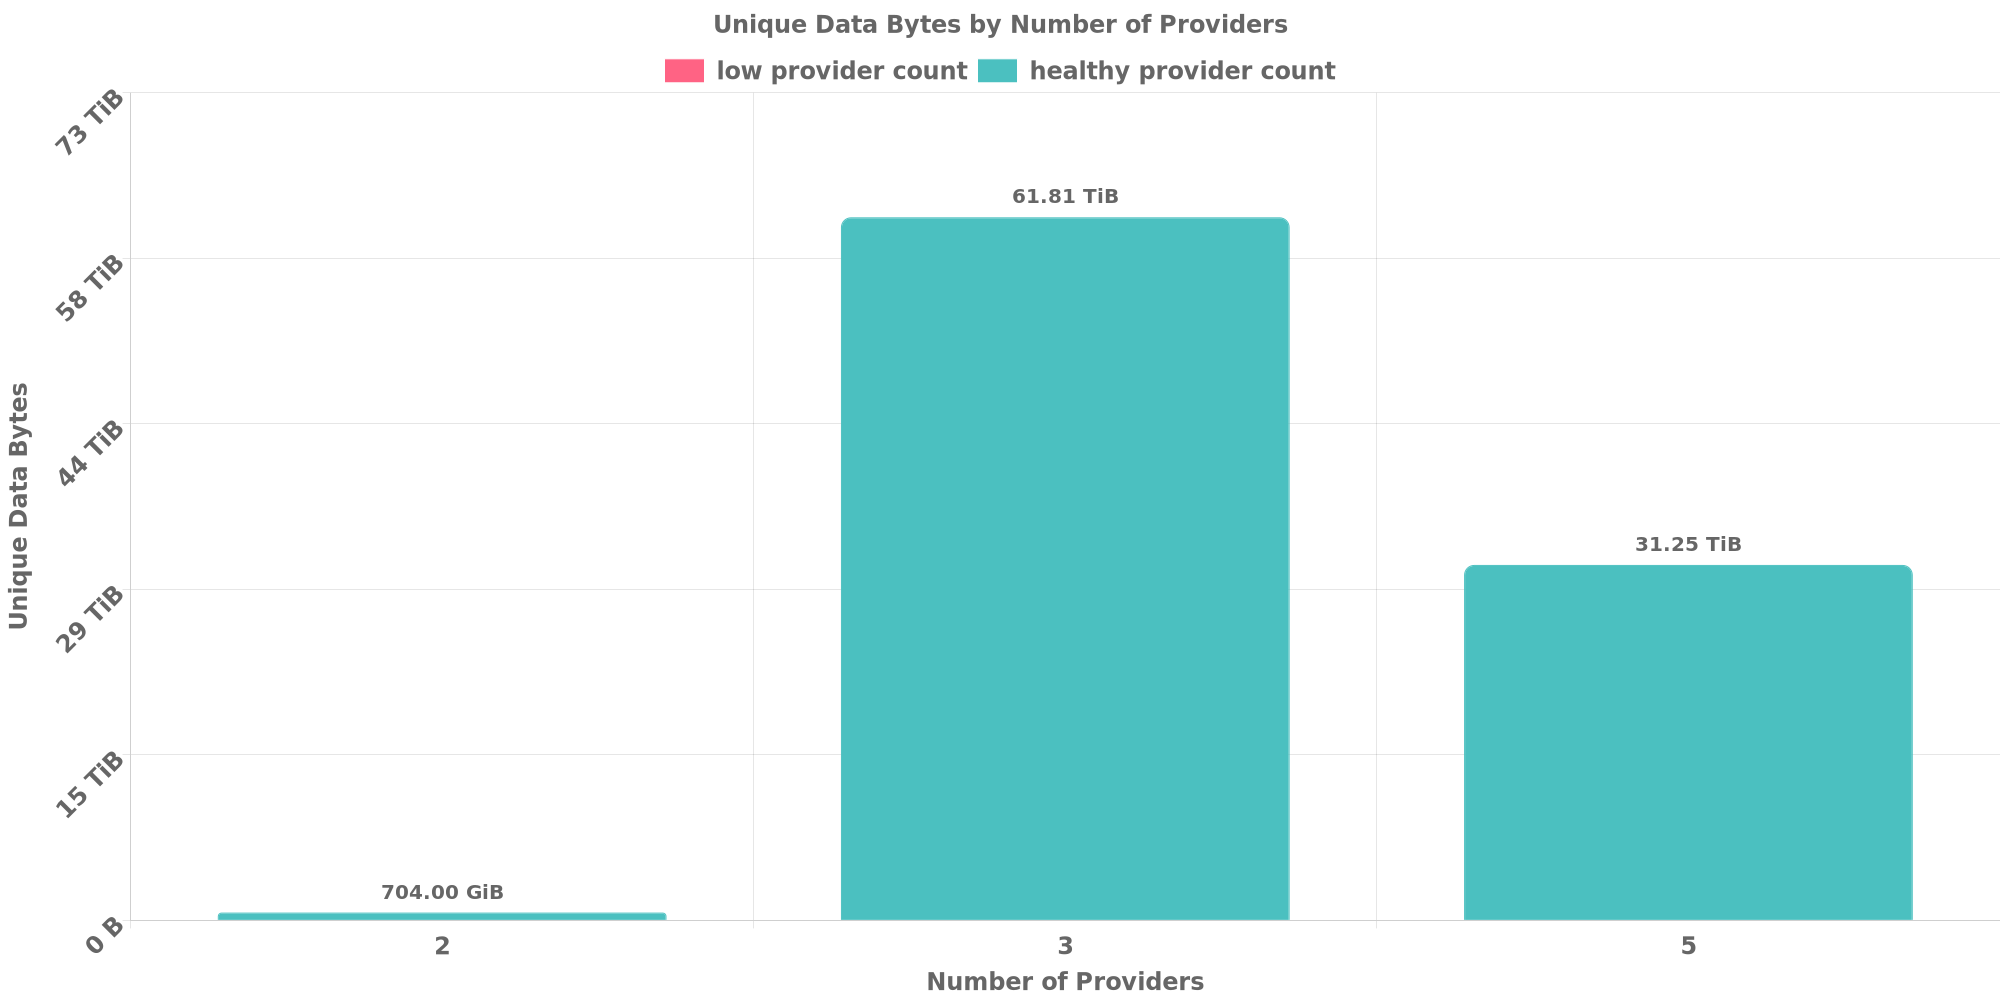 Unique Data Bytes by Number of Providers
low provider count healthy provider count
73 TiB
58 TiB
44 TiB
29 TiB
15 TiB
0 B
Unique Data Bytes
704.00 GiB
61.81 TiB
31.25 TiB
2 3 5
Number of Providers